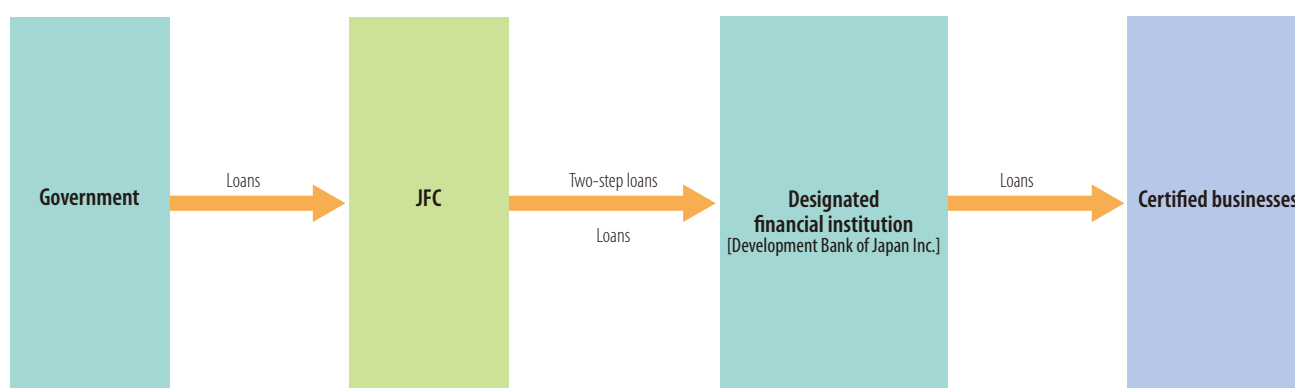 Government
Loans
JFC
Two-step loans
Loans
Designated
financial institution
[Development Bank of Japan Inc.]
Loans
Certified businesses